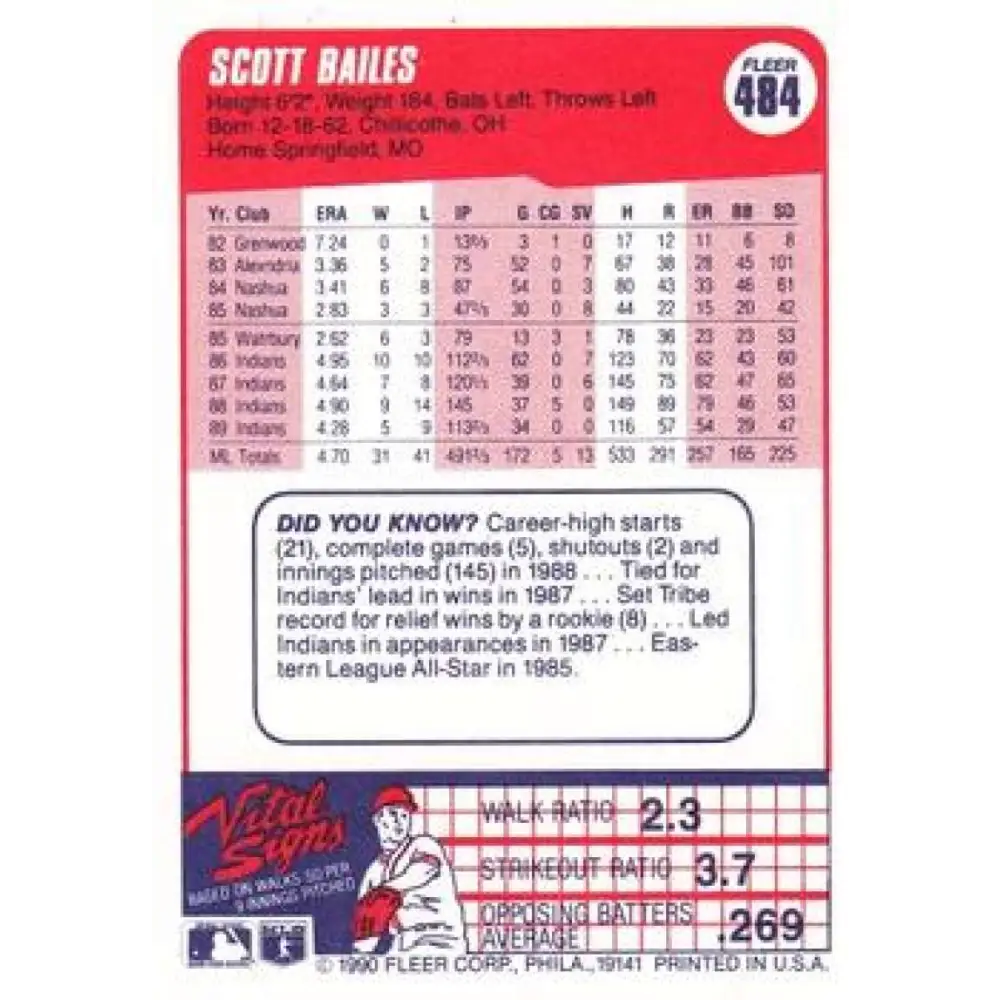 SCOTT BAILES
FLEER
484
Height 6'2", Weight 184, Bats Left, Throws Left
Born 12-18-62, Chillicothe, OH
Home Springfield, MO
Yr. Club ERA W L IP G CG SV H R ER BB SO
82 Grenwood 7.24 0 1 13⅔ 3 1 0 17 12 11 6 8
83 Alexndria 3.36 5 2 75 52 0 7 67 38 28 45 101
84 Nashua 3.41 6 8 87 54 0 3 80 43 33 46 61
85 Nashua 2.83 3 3 47⅔ 30 0 8 44 22 15 20 42
85 Watrbury 2.62 6 3 79 13 3 1 78 36 23 23 53
86 Indians 4.95 10 10 112⅔ 62 0 7 123 70 62 43 60
87 Indians 4.64 7 8 120⅓ 39 0 6 145 75 62 47 65
88 Indians 4.90 9 14 145 37 5 0 149 89 79 46 53
89 Indians 4.28 5 9 113⅔ 34 0 0 116 57 54 29 47
ML Totals 4.70 31 41 491⅔ 172 5 13 533 291 257 165 225
DID YOU KNOW? Career-high starts
(21), complete games (5), shutouts (2) and
innings pitched (145) in 1988 . . . Tied for
Indians' lead in wins in 1987 . . . Set Tribe
record for relief wins by a rookie (8) . . . Led
Indians in appearances in 1987 . . . Eas-
tern League All-Star in 1985.
Vital
Signs
BASED ON WALKS, SO PER
9 INNINGS PITCHED
WALK RATIO 2.3
STRIKEOUT RATIO 3.7
OPPOSING BATTERS
AVERAGE .269
© 1990 FLEER CORP., PHILA., 19141 PRINTED IN U.S.A.